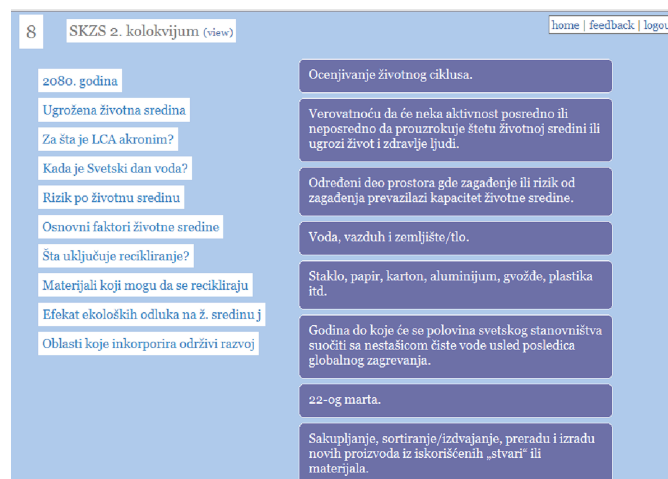 8
SKZS 2. kolokvijum (view)
home | feedback |
2080. godina
Ugrožena životna sredina
Za šta je LCA akronim?
Kada je Svetski dan voda?
Rizik po životnu sredinu
Osnovni faktori životne sredine
Šta uključuje recikliranje?
Materijali koji mogu da se recikliraju
Efekat ekoloških odluka na ž. sredinu j
Oblasti koje inkorporira održivi razvoj
Ocenjivanje životnog ciklusa.
Verovatnoću da će neka aktivnost posredno ili
neposredno da prouzrokuje štetu životnoj sredini ili
ugrozi život i zdravlje ljudi.
Određeni deo prostora gde zagađenje ili rizik od
zagađenja prevazilazi kapacitet životne sredine.
Voda, vazduh i zemljište/tlo.
Staklo, papir, karton, aluminijum, gvožđe, plastika
itd.
Godina do koje će se polovina svetskog stanovništva
suočiti sa nestašicom čiste vode usled posledica
globalnog zagrevanja.
22-og marta.
Sakupljanje, sortiranje/izdvajanje, preradu i izradu
novih proizvoda iz iskorišćenih „stvari“ ili
materijala.